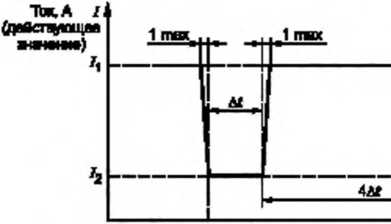 Ток, А I
(действующее
значение)
1 max 1 max
I₁
Δt
I₂
4Δt